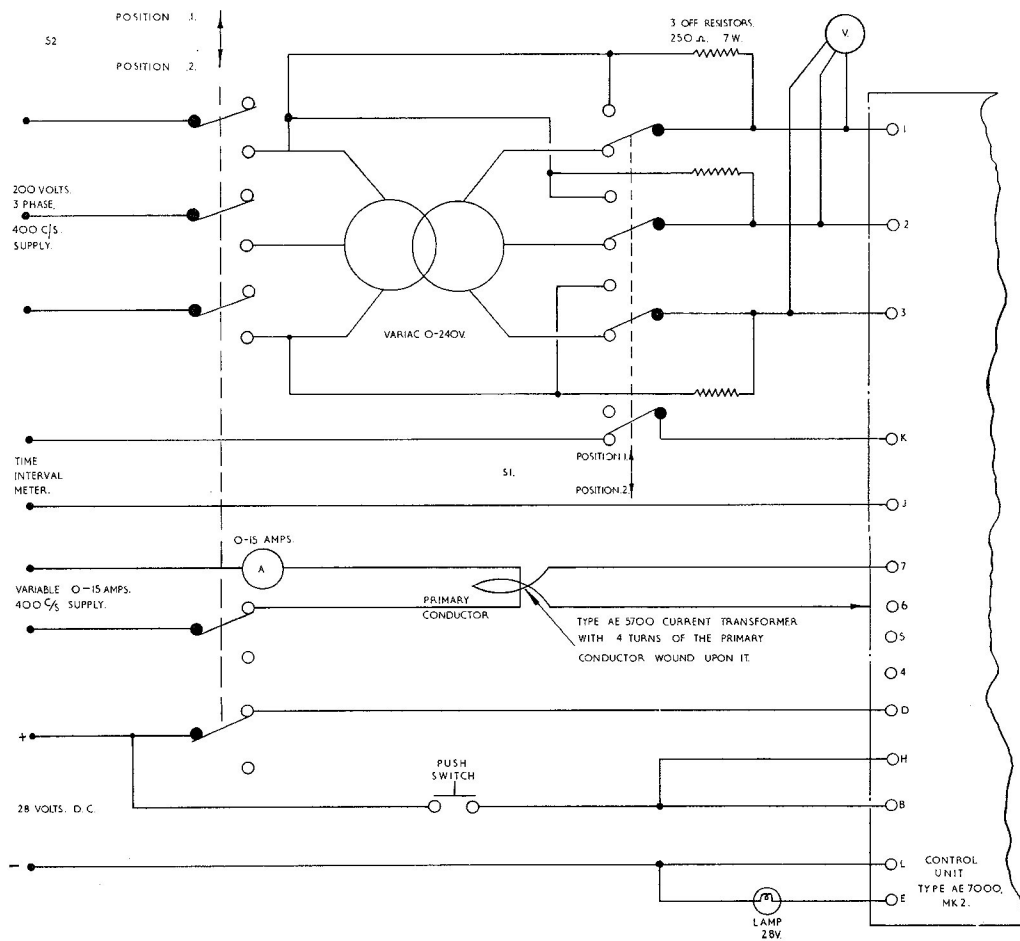 POSITION .1.
S2
POSITION .2.
3 OFF RESISTORS.
250 Ω. 7 W.
V.
1
200 VOLTS.
3 PHASE,
400 C/S.
SUPPLY.
2
3
VARIAC 0-240V.
K
TIME
INTERVAL
METER.
POSITION.1.
S1.
POSITION.2.
J
0-15 AMPS.
A
7
VARIABLE 0-15 AMPS.
400 C/S SUPPLY.
PRIMARY
CONDUCTOR
6
TYPE AE 5700 CURRENT TRANSFORMER
WITH 4 TURNS OF THE PRIMARY
CONDUCTOR WOUND UPON IT.
5
4
D
+
PUSH
SWITCH
H
28 VOLTS. D.C.
B
-
L
CONTROL
UNIT
TYPE AE 7000,
MK 2.
E
LAMP
28V.